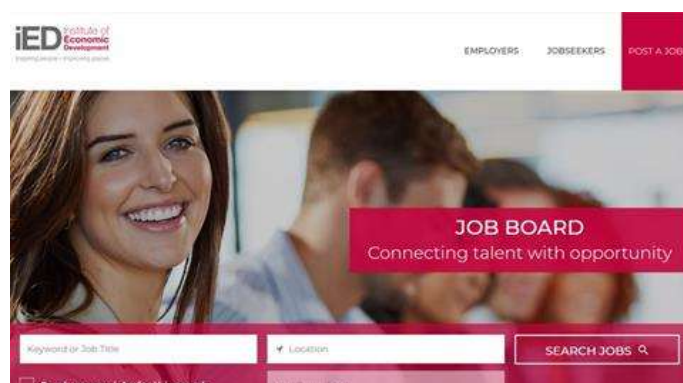 iED Institute of
Economic
Development
EMPLOYERS JOBSEEKERS POST A JOB
JOB BOARD
Connecting talent with opportunity
Keyword or Job Title Location SEARCH JOBS